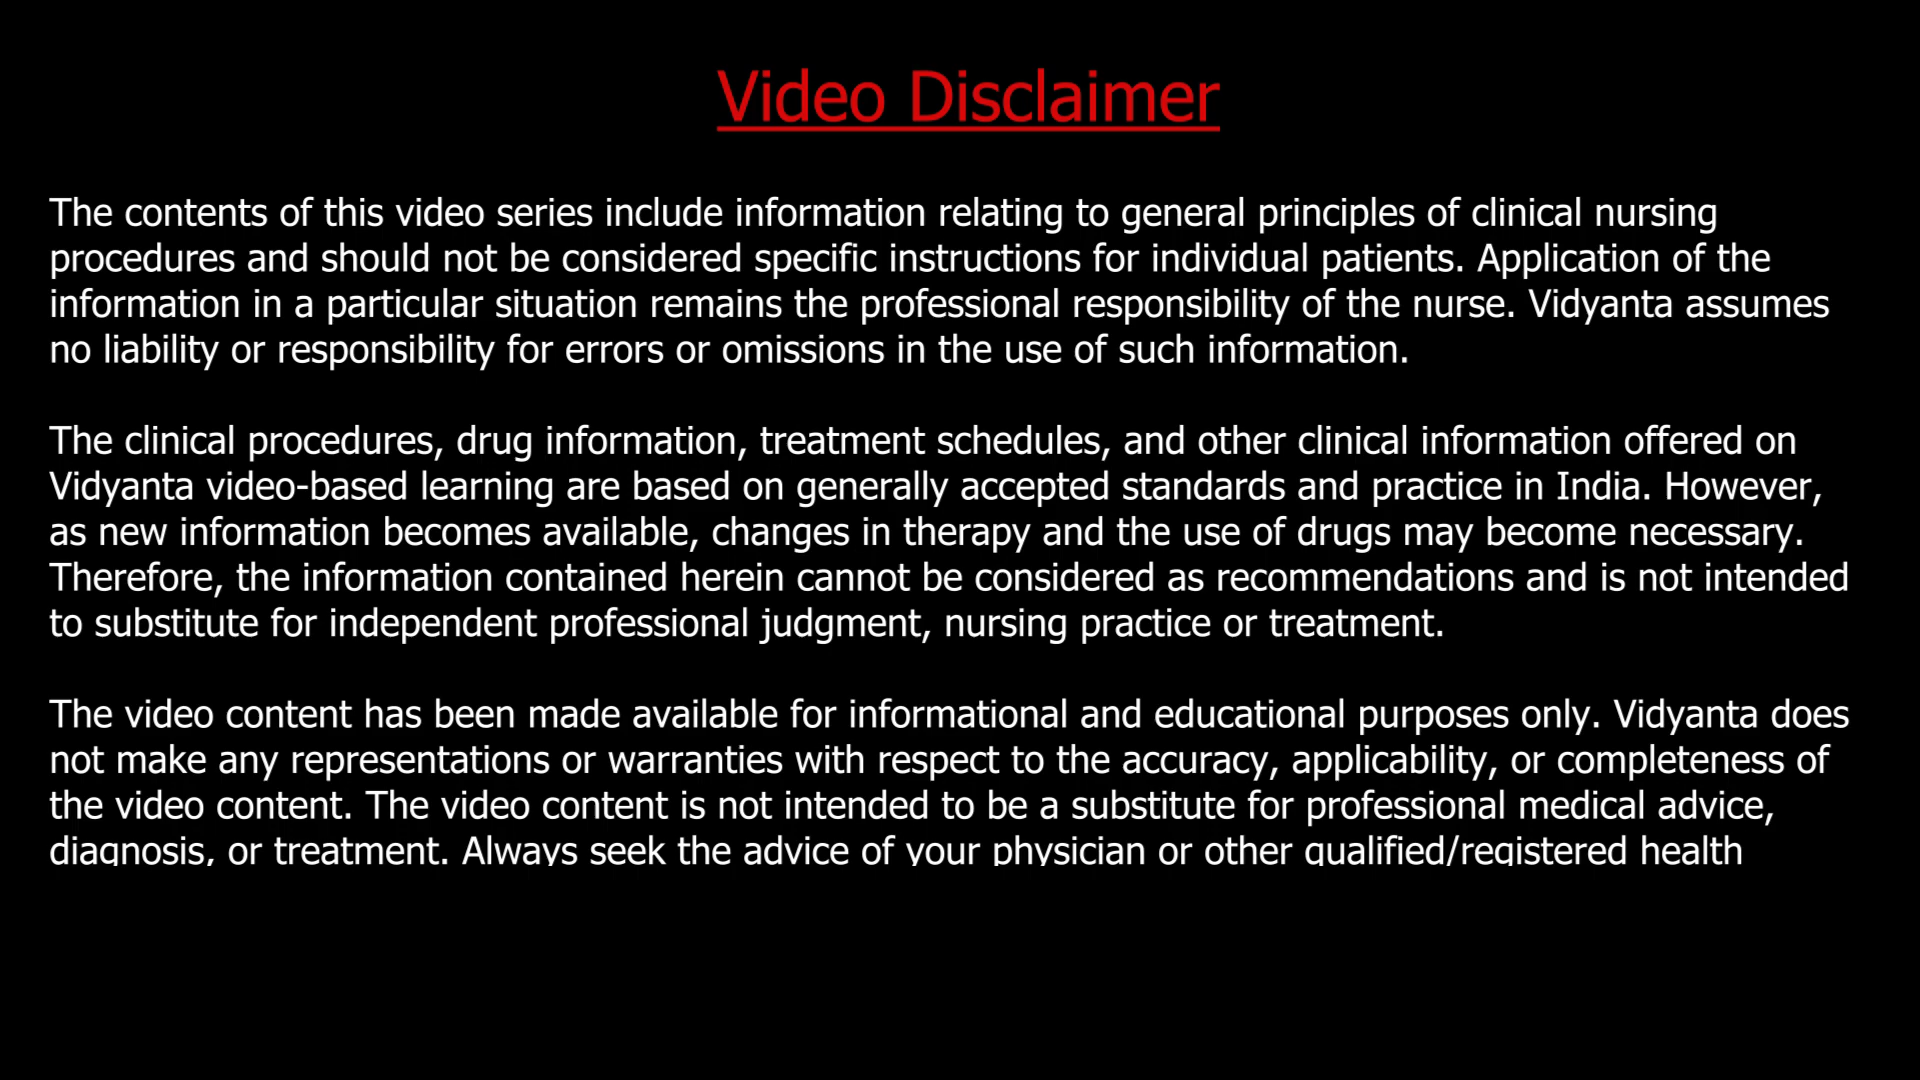 Video Disclaimer
The contents of this video series include information relating to general principles of clinical nursing
procedures and should not be considered specific instructions for individual patients. Application of the
information in a particular situation remains the professional responsibility of the nurse. Vidyanta assumes
no liability or responsibility for errors or omissions in the use of such information.
The clinical procedures, drug information, treatment schedules, and other clinical information offered on
Vidyanta video-based learning are based on generally accepted standards and practice in India. However,
as new information becomes available, changes in therapy and the use of drugs may become necessary.
Therefore, the information contained herein cannot be considered as recommendations and is not intended
to substitute for independent professional judgment, nursing practice or treatment.
The video content has been made available for informational and educational purposes only. Vidyanta does
not make any representations or warranties with respect to the accuracy, applicability, or completeness of
the video content. The video content is not intended to be a substitute for professional medical advice,
diagnosis, or treatment. Always seek the advice of your physician or other qualified/registered health